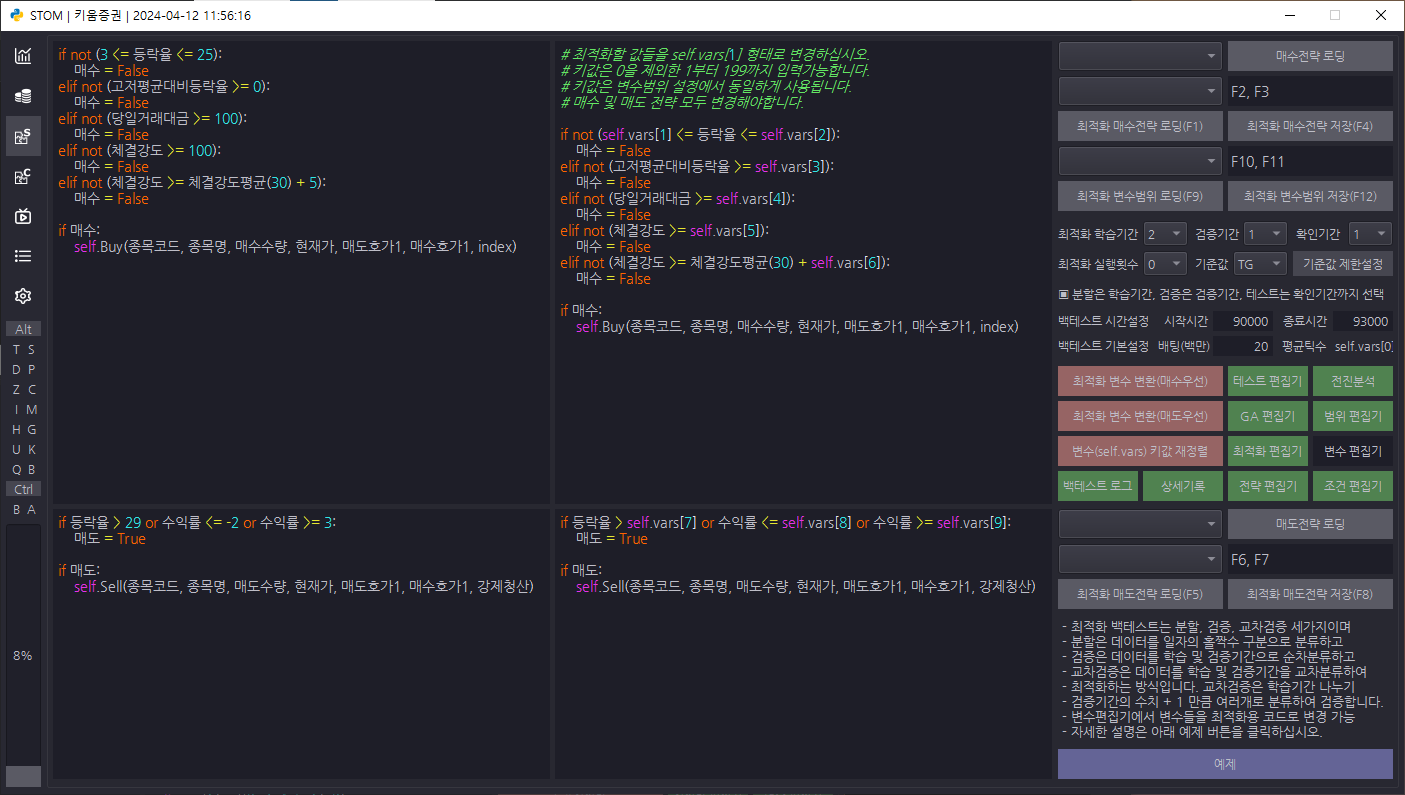 STOM | 키움증권 | 2024-04-12 11:56:16
Alt
T S
D P
Z C
I M
H G
U K
Q B
Ctrl
B A
8%
if not (3 <= 등락율 <= 25):
매수 = False
elif not (고저평균대비등락율 >= 0):
매수 = False
elif not (당일거래대금 >= 100):
매수 = False
elif not (체결강도 >= 100):
매수 = False
elif not (체결강도 >= 체결강도평균(30) + 5):
매수 = False
if 매수:
self.Buy(종목코드, 종목명, 매수수량, 현재가, 매도호가1, 매수호가1, index)
# 최적화할 값들을 self.vars[1] 형태로 변경하십시오.
# 키값은 0을 제외한 1부터 199까지 입력가능합니다.
# 키값은 변수범위 설정에서 동일하게 사용됩니다.
# 매수 및 매도 전략 모두 변경해야합니다.
if not (self.vars[1] <= 등락율 <= self.vars[2]):
매수 = False
elif not (고저평균대비등락율 >= self.vars[3]):
매수 = False
elif not (당일거래대금 >= self.vars[4]):
매수 = False
elif not (체결강도 >= self.vars[5]):
매수 = False
elif not (체결강도 >= 체결강도평균(30) + self.vars[6]):
매수 = False
if 매수:
self.Buy(종목코드, 종목명, 매수수량, 현재가, 매도호가1, 매수호가1, index)
if 등락율 > 29 or 수익률 <= -2 or 수익률 >= 3:
매도 = True
if 매도:
self.Sell(종목코드, 종목명, 매도수량, 현재가, 매도호가1, 매수호가1, 강제청산)
if 등락율 > self.vars[7] or 수익률 <= self.vars[8] or 수익률 >= self.vars[9]:
매도 = True
if 매도:
self.Sell(종목코드, 종목명, 매도수량, 현재가, 매도호가1, 매수호가1, 강제청산)
매수전략 로딩
F2, F3
최적화 매수전략 로딩(F1) 최적화 매수전략 저장(F4)
F10, F11
최적화 변수범위 로딩(F9) 최적화 변수범위 저장(F12)
최적화 학습기간 2 검증기간 1 확인기간 1
최적화 실행횟수 0 기준값 TG 기준값 제한설정
▣ 분할은 학습기간, 검증은 검증기간, 테스트는 확인기간까지 선택
백테스트 시간설정 시작시간 90000 종료시간 93000
백테스트 기본설정 배팅(백만) 20 평균틱수 self.vars[0]
최적화 변수 변환(매수우선) 테스트 편집기 전진분석
최적화 변수 변환(매도우선) GA 편집기 범위 편집기
변수(self.vars) 키값 재정렬 최적화 편집기 변수 편집기
백테스트 로그 상세기록 전략 편집기 조건 편집기
매도전략 로딩
F6, F7
최적화 매도전략 로딩(F5) 최적화 매도전략 저장(F8)
- 최적화 백테스트는 분할, 검증, 교차검증 세가지이며
- 분할은 데이터를 일자의 홀짝수 구분으로 분류하고
- 검증은 데이터를 학습 및 검증기간으로 순차분류하고
- 교차검증은 데이터를 학습 및 검증기간을 교차분류하여
- 최적화하는 방식입니다. 교차검증은 학습기간 나누기
- 검증기간의 수치 + 1 만큼 여러개로 분류하여 검증합니다.
- 변수편집기에서 변수들을 최적화용 코드로 변경 가능
- 자세한 설명은 아래 예제 버튼을 클릭하십시오.
예제